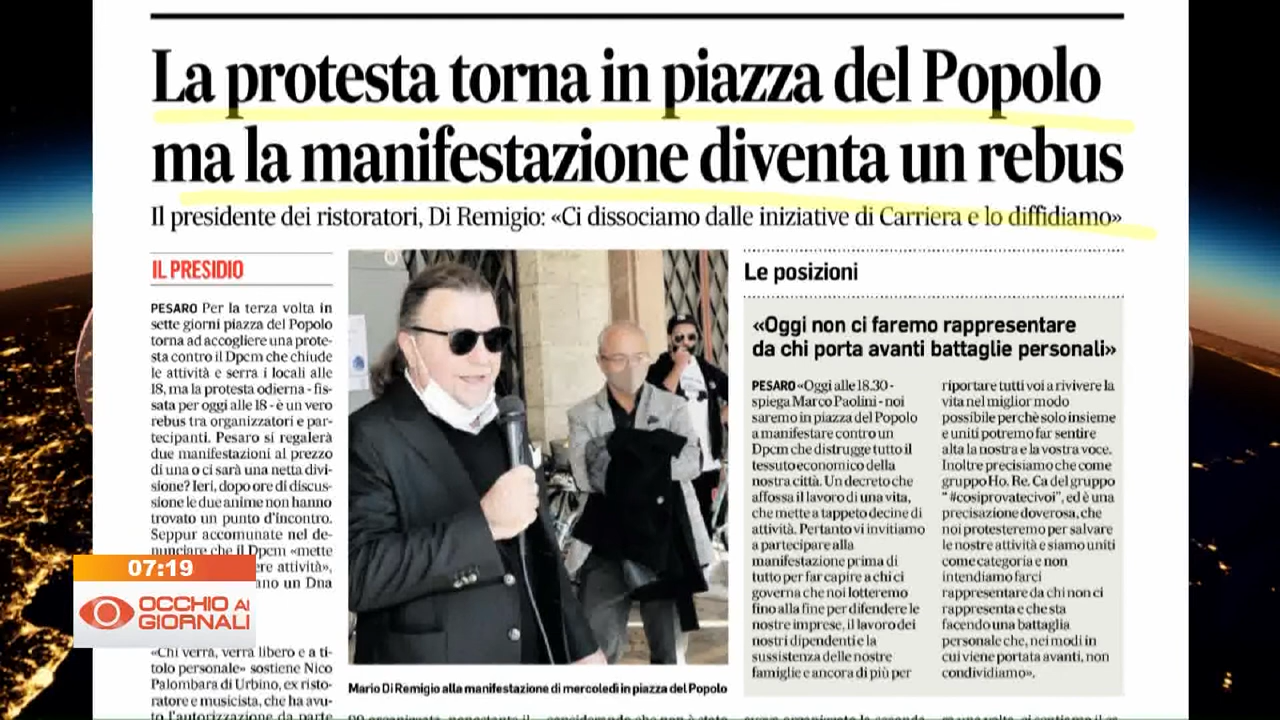 La protesta torna in piazza del Popolo
ma la manifestazione diventa un rebus
Il presidente dei ristoratori, Di Remigio: «Ci dissociamo dalle iniziative di Carriera e lo diffidiamo»
IL PRESIDIO
PESARO Per la terza volta in
sette giorni piazza del Popolo
torna ad accogliere una prote-
sta contro il Dpcm che chiude
le attività e serra i locali alle
18, ma la protesta odierna - fis-
sata per oggi alle 18 - è un vero
rebus tra organizzatori e par-
tecipanti. Pesaro si regalerà
due manifestazioni al prezzo
di una o ci sarà una netta divi-
sione? Ieri, dopo ore di discus-
sione le due anime non hanno
trovato un punto d'incontro.
Seppur accomunate nel de-
nunciare che il Dpcm «mette
ere attività»,
ano un Dna
«Chi verrà, verrà libero e a ti-
tolo personale» sostiene Nico
Palombara di Urbino, ex risto-
ratore e musicista, che ha avu-
to l'autorizzazione da parte
07:19
OCCHIO AI
GIORNALI
Mario Di Remigio alla manifestazione di mercoledì in piazza del Popolo
Le posizioni
«Oggi non ci faremo rappresentare
da chi porta avanti battaglie personali»
PESARO «Oggi alle 18.30 -
spiega Marco Paolini - noi
saremo in piazza del Popolo
a manifestare contro un
Dpcm che distrugge tutto il
tessuto economico della
nostra città. Un decreto che
affossa il lavoro di una vita,
che mette a tappeto decine di
attività. Pertanto vi invitiamo
a partecipare alla
manifestazione prima di
tutto per far capire a chi ci
governa che noi lotteremo
fino alla fine per difendere le
nostre imprese, il lavoro dei
nostri dipendenti e la
sussistenza delle nostre
famiglie e ancora di più per
riportare tutti voi a rivivere la
vita nel miglior modo
possibile perchè solo insieme
e uniti potremo far sentire
alta la nostra e la vostra voce.
Inoltre precisiamo che come
gruppo Ho. Re. Ca del gruppo
"#cosiprovatecivoi", ed è una
precisazione doverosa, che
noi protesteremo per salvare
le nostre attività e siamo uniti
come categoria e non
intendiamo farci
rappresentare da chi non ci
rappresenta e che sta
facendo una battaglia
personale che, nei modi in
cui viene portata avanti, non
condividiamo».